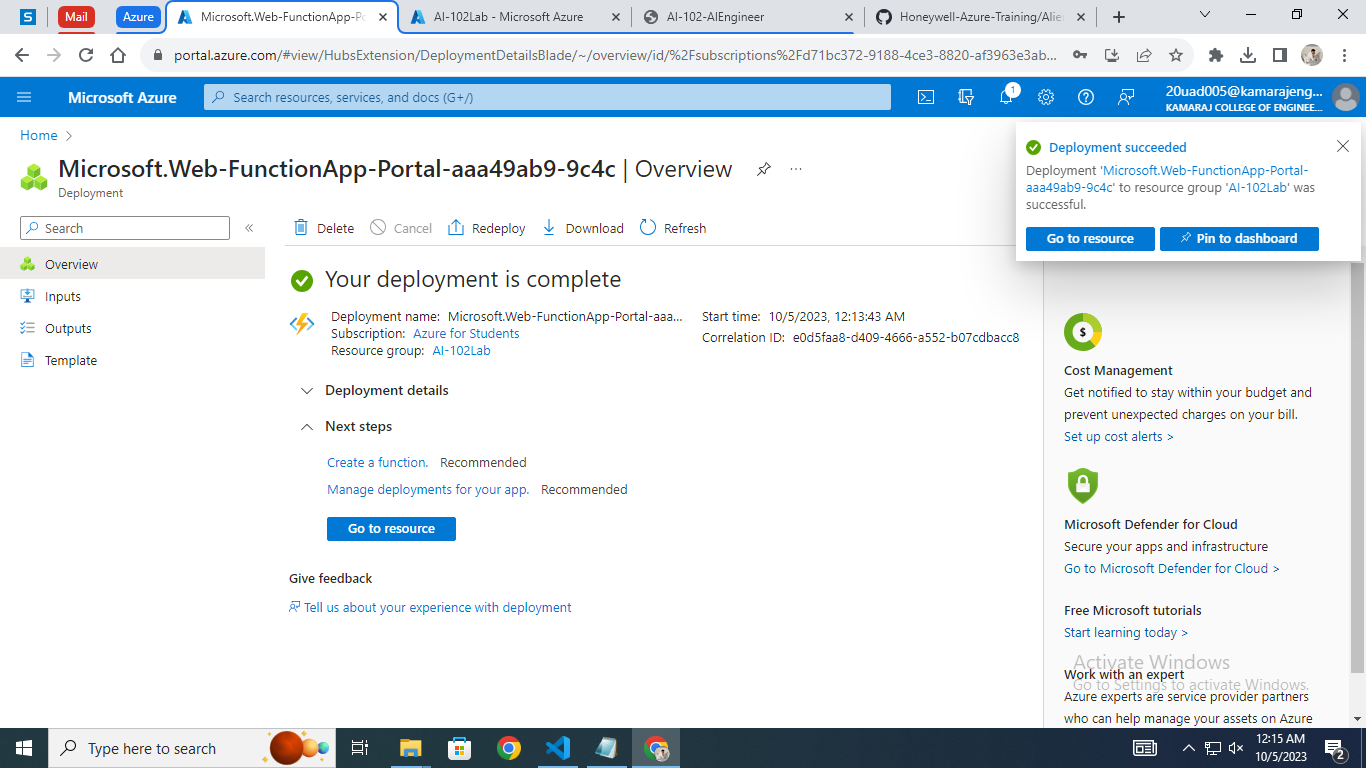 S
Mail
Azure
Microsoft.Web-FunctionApp-Po
AI-102Lab - Microsoft Azure
AI-102-AIEngineer
Honeywell-Azure-Training/Alie
portal.azure.com/#view/HubsExtension/DeploymentDetailsBlade/~/overview/id/%2Fsubscriptions%2Fd71bc372-9188-4ce3-8820-af3963e3ab...
Microsoft Azure
Search resources, services, and docs (G+/)
1
20uad005@kamarajeng...
KAMARAJ COLLEGE OF ENGINEE...
Home
Microsoft.Web-FunctionApp-Portal-aaa49ab9-9c4c | Overview
Deployment
Deployment succeeded
Deployment 'Microsoft.Web-FunctionApp-Portal-
aaa49ab9-9c4c' to resource group 'AI-102Lab' was
successful.
Go to resource
Pin to dashboard
Search
Delete
Cancel
Redeploy
Download
Refresh
Overview
Inputs
Outputs
Template
Your deployment is complete
Deployment name: Microsoft.Web-FunctionApp-Portal-aaa...
Subscription: Azure for Students
Resource group: AI-102Lab
Start time: 10/5/2023, 12:13:43 AM
Correlation ID: e0d5faa8-d409-4666-a552-b07cdbacc8
Deployment details
Next steps
Create a function. Recommended
Manage deployments for your app. Recommended
Go to resource
Give feedback
Tell us about your experience with deployment
$
Cost Management
Get notified to stay within your budget and
prevent unexpected charges on your bill.
Set up cost alerts >
Microsoft Defender for Cloud
Secure your apps and infrastructure
Go to Microsoft Defender for Cloud >
Free Microsoft tutorials
Start learning today >
Activate Windows
Go to Settings to activate Windows.
Work with an expert
Azure experts are service provider partners
who can help manage your assets on Azure
Type here to search
12:15 AM
10/5/2023
2